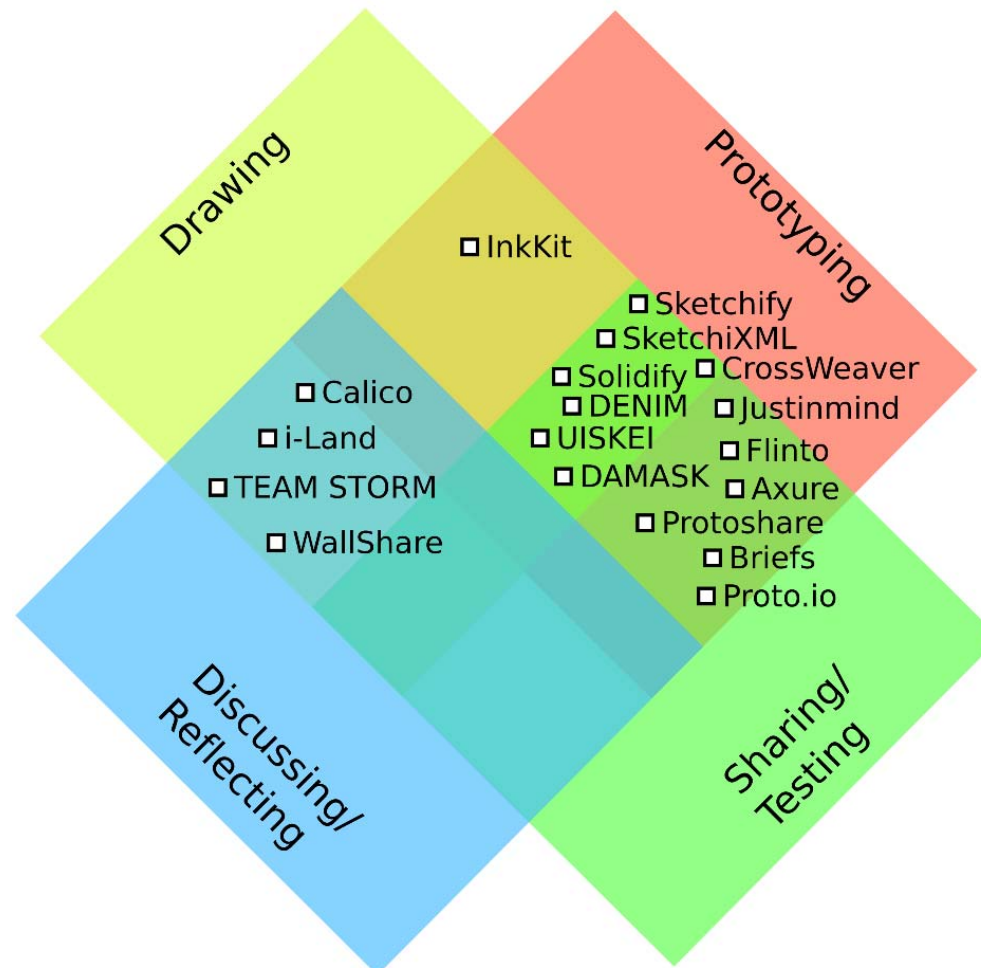 Drawing
Prototyping
InkKit
Sketchify
SketchiXML
CrossWeaver
Solidify
Calico
DENIM
Justinmind
i-Land
UISKEI
Flinto
DAMASK
TEAM STORM
Axure
Protoshare
WallShare
Briefs
Proto.io
Discussing/
Reflecting
Sharing/
Testing